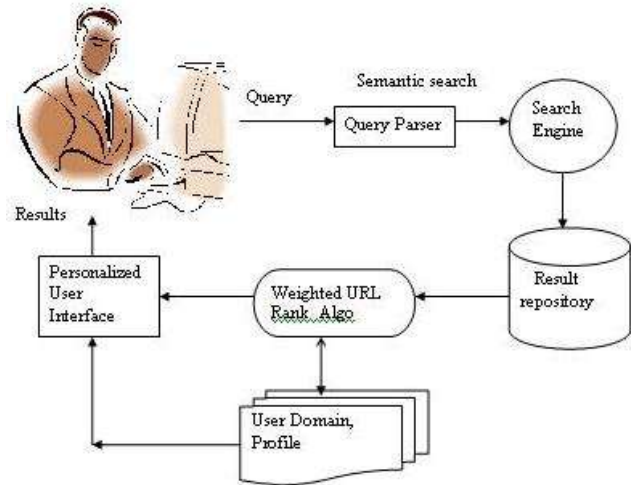 Semantic search
Query
Query Parser
Search
Engine
Results
Personalized
User
Interface
Weighted URL
Rank Algo
Result
repository
User Domain,
Profile